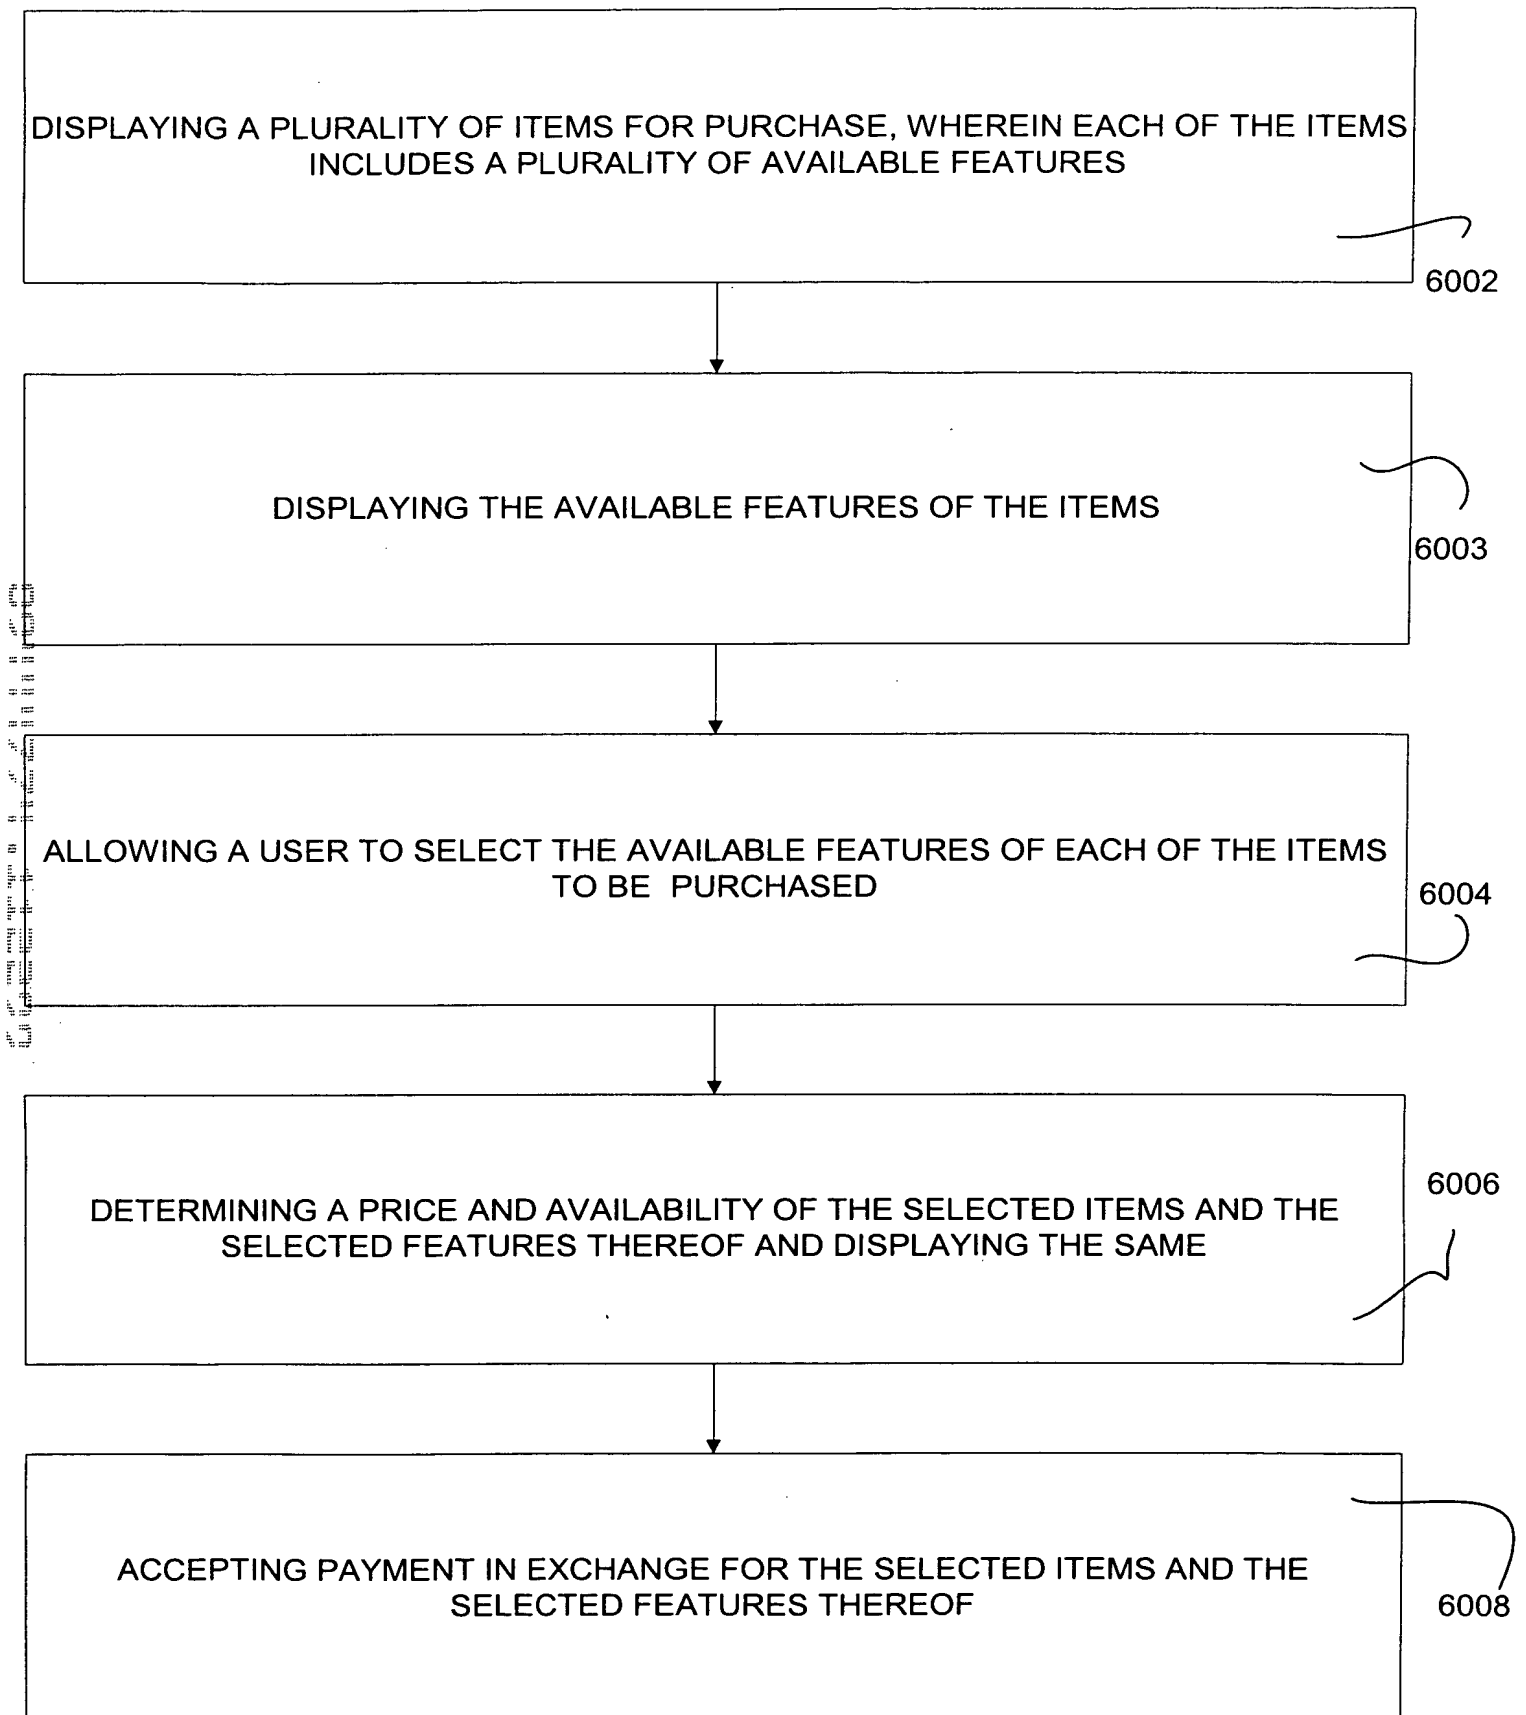 DISPLAYING A PLURALITY OF ITEMS FOR PURCHASE, WHEREIN EACH OF THE ITEMS
INCLUDES A PLURALITY OF AVAILABLE FEATURES
6002
DISPLAYING THE AVAILABLE FEATURES OF THE ITEMS
6003
ALLOWING A USER TO SELECT THE AVAILABLE FEATURES OF EACH OF THE ITEMS
TO BE PURCHASED
6004
DETERMINING A PRICE AND AVAILABILITY OF THE SELECTED ITEMS AND THE
SELECTED FEATURES THEREOF AND DISPLAYING THE SAME
6006
ACCEPTING PAYMENT IN EXCHANGE FOR THE SELECTED ITEMS AND THE
SELECTED FEATURES THEREOF
6008